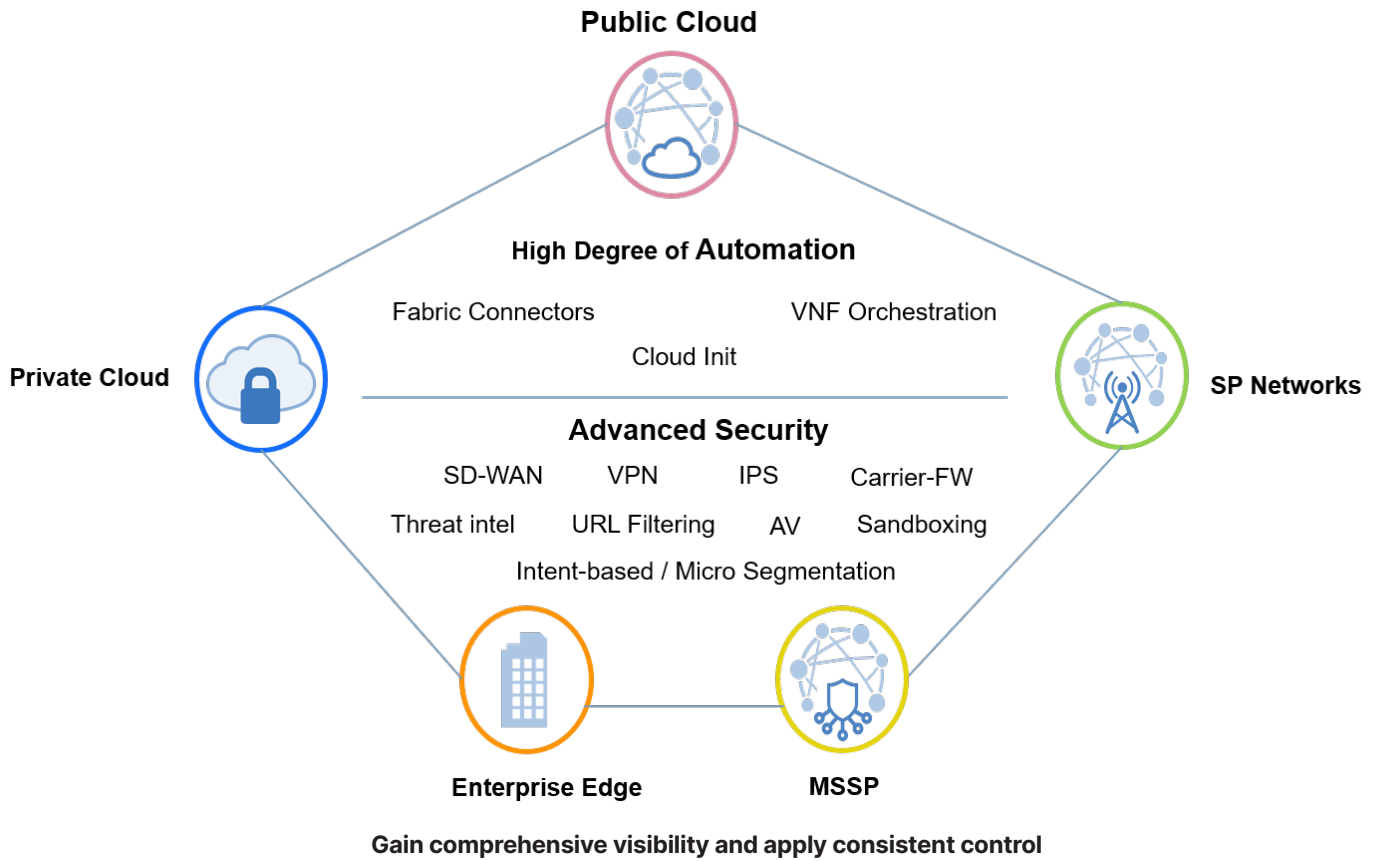 Public Cloud
High Degree of Automation
Fabric Connectors
VNF Orchestration
Cloud Init
Private Cloud
SP Networks
Advanced Security
SD-WAN
VPN
IPS
Carrier-FW
Threat intel
URL Filtering
AV
Sandboxing
Intent-based / Micro Segmentation
Enterprise Edge
MSSP
Gain comprehensive visibility and apply consistent control